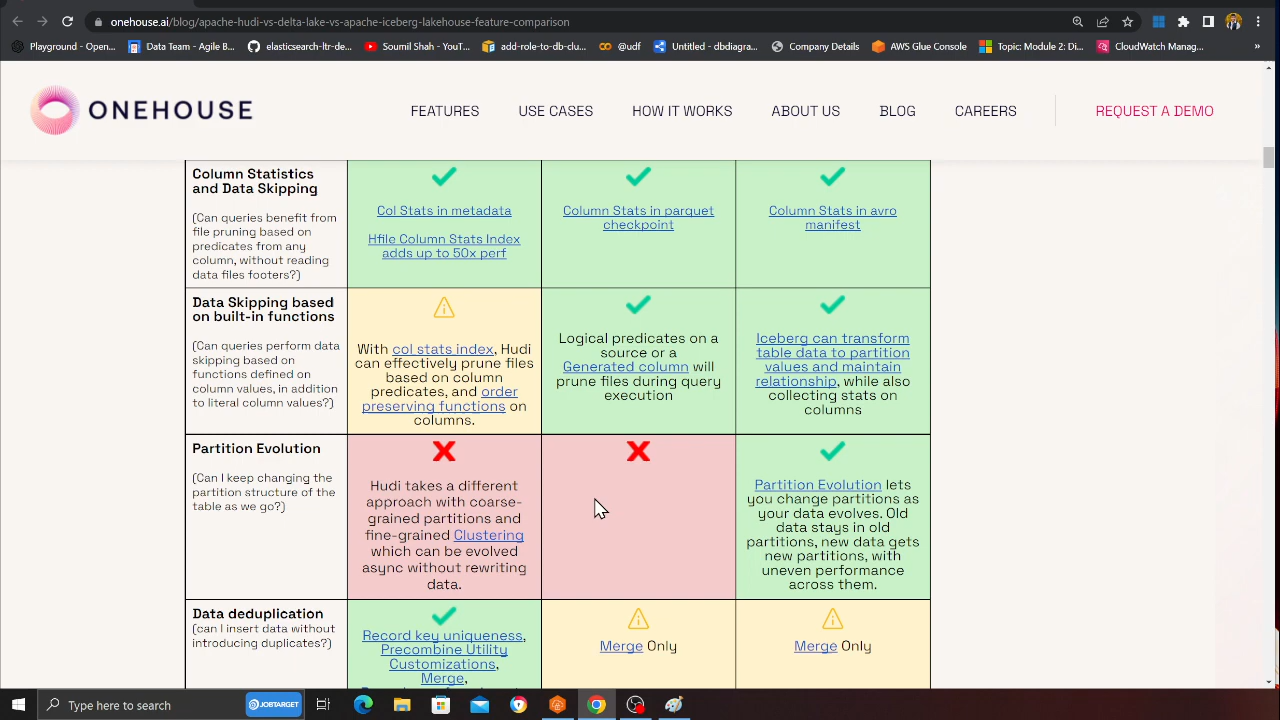 onehouse.ai/blog/apache-hudi-vs-delta-lake-vs-apache-iceberg-lakehouse-feature-comparison
Playground - Open...
Data Team - Agile B...
elasticsearch-ltr-de...
Soumil Shah - YouT...
add-role-to-db-clu...
@udf
Untitled - dbdiagra...
Company Details
AWS Glue Console
Topic: Module 2: Di...
CloudWatch Manag...
»
ONEHOUSE
FEATURES
USE CASES
HOW IT WORKS
ABOUT US
BLOG
CAREERS
REQUEST A DEMO
Column Statistics
and Data Skipping
(Can queries benefit from
file pruning based on
predicates from any
column, without reading
data files footers?)
Col Stats in metadata
Hfile Column Stats Index
adds up to 50x perf
Column Stats in parquet
checkpoint
Column Stats in avro
manifest
Data Skipping based
on built-in functions
(Can queries perform data
skipping based on
functions defined on
column values, in addition
to literal column values?)
With col stats index, Hudi
can effectively prune files
based on column
predicates, and order
preserving functions on
columns.
Logical predicates on a
source or a
Generated column will
prune files during query
execution
Iceberg can transform
table data to partition
values and maintain
relationship, while also
collecting stats on
columns
Partition Evolution
(Can I keep changing the
partition structure of the
table as we go?)
Hudi takes a different
approach with coarse-
grained partitions and
fine-grained Clustering
which can be evolved
async without rewriting
data.
Partition Evolution lets
you change partitions as
your data evolves. Old
data stays in old
partitions, new data gets
new partitions, with
uneven performance
across them.
Data deduplication
(can I insert data without
introducing duplicates?)
Record key uniqueness,
Precombine Utility
Customizations,
Merge,
Merge Only
Merge Only
Type here to search
JOBTARGET